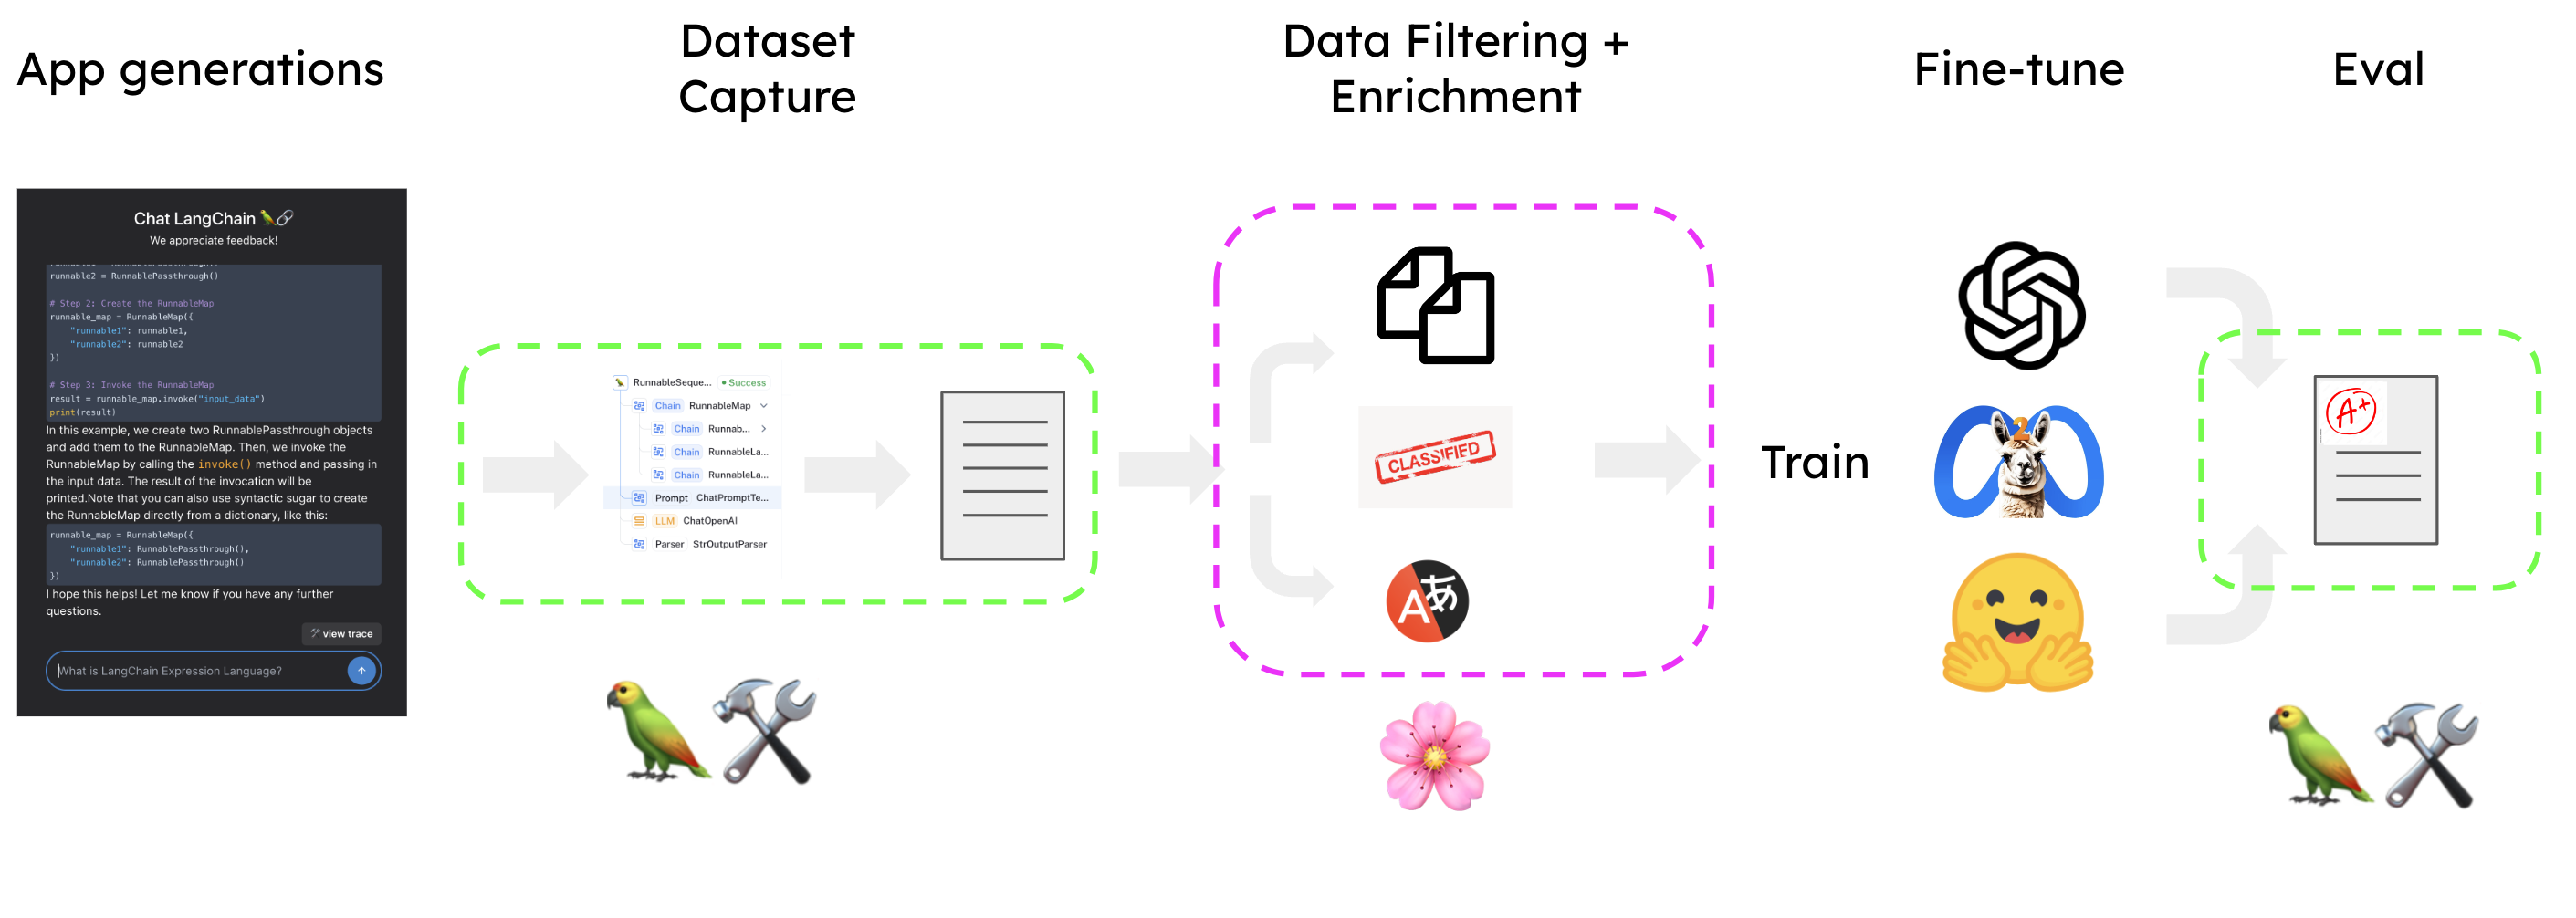 App generations
Dataset
Capture
Data Filtering +
Enrichment
Fine-tune
Eval
Chat LangChain
We appreciate feedback!
runnable2 = RunnablePassthrough()
# Step 2: Create the RunnableMap
runnable_map = RunnableMap({
"runnable1": runnable1,
"runnable2": runnable2
})
# Step 3: Invoke the RunnableMap
result = runnable_map.invoke("input_data")
print(result)
In this example, we create two RunnablePassthrough objects
and add them to the RunnableMap. Then, we invoke the
RunnableMap by calling the invoke() method and passing in
the input data. The result of the invocation will be
printed.Note that you can also use syntactic sugar to create
the RunnableMap directly from a dictionary, like this:
runnable_map = RunnableMap({
"runnable1": RunnablePassthrough(),
"runnable2": RunnablePassthrough()
})
I hope this helps! Let me know if you have any further
questions.
view trace
What is LangChain Expression Language?
RunnableSeque... Success
Chain RunnableMap
Chain Runnab...
Chain RunnableLa...
Chain RunnableLa...
Prompt ChatPromptTe...
LLM ChatOpenAI
Parser StrOutputParser
CLASSIFIED
A あ
Train
2
A+